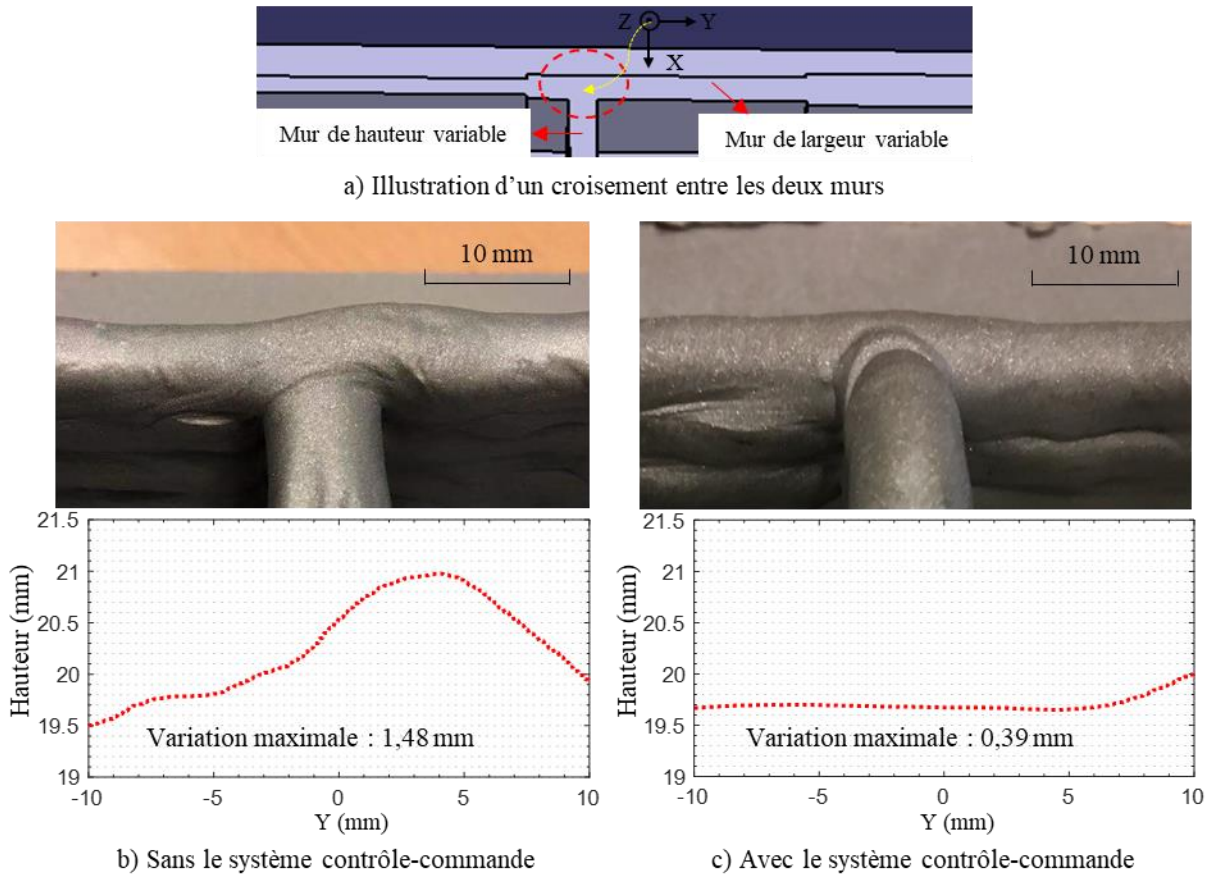 Z Y
X
Mur de hauteur variable
Mur de largeur variable
a) Illustration d’un croisement entre les deux murs
10 mm
10 mm
21.5
21
20.5
20
19.5
19
Hauteur (mm)
Variation maximale : 1,48 mm
-10 -5 0 5 10
Y (mm)
b) Sans le système contrôle-commande
21.5
21
20.5
20
19.5
19
Hauteur (mm)
Variation maximale : 0,39 mm
-10 -5 0 5 10
Y (mm)
c) Avec le système contrôle-commande